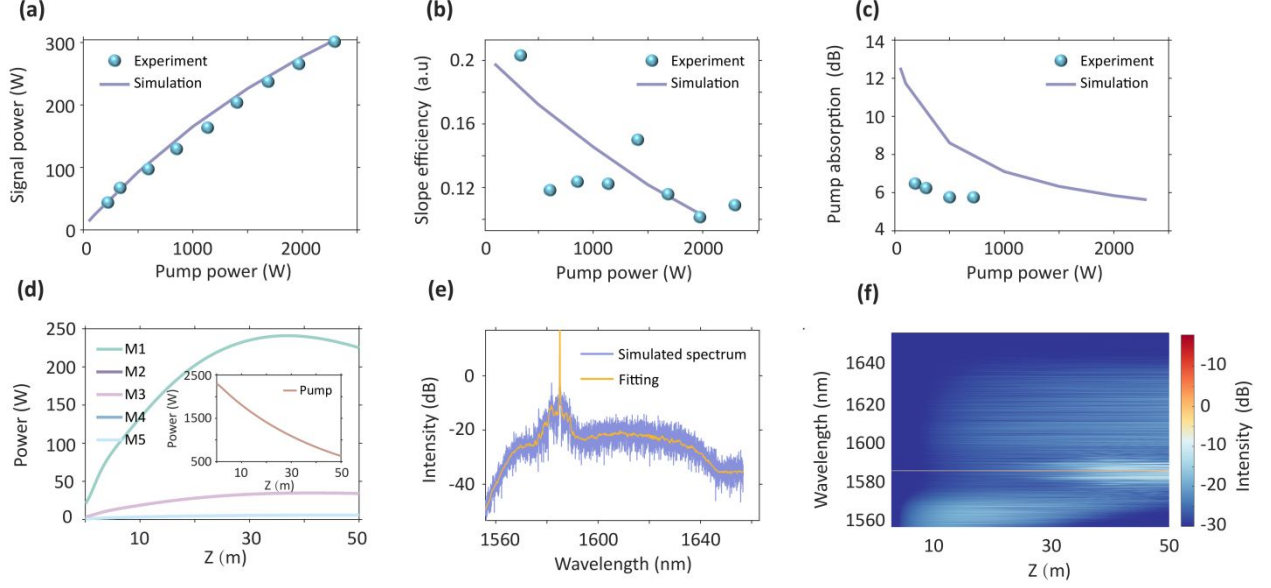 (a)
300
200
100
0
Signal power (W)
Experiment
Simulation
0
1000
2000
Pump power (W)
(b)
0.2
0.16
0.12
Slope efficiency (a.u)
Experiment
Simulation
0
1000
2000
Pump power (W)
(c)
14
12
10
8
6
4
Pump absorption (dB)
Experiment
Simulation
0
1000
2000
Pump power (W)
(d)
250
200
150
100
50
0
Power (W)
M1
M2
M3
M4
M5
2500
1500
500
Power (W)
Pump
10
30
50
Z (m)
10
30
50
Z (m)
(e)
0
-20
-40
Intensity (dB)
Simulated spectrum
Fitting
1560
1600
1640
Wavelength (nm)
(f)
1640
1620
1600
1580
1560
Wavelength (nm)
10
30
50
Z (m)
-10
0
-10
-20
-30
Intensity (dB)